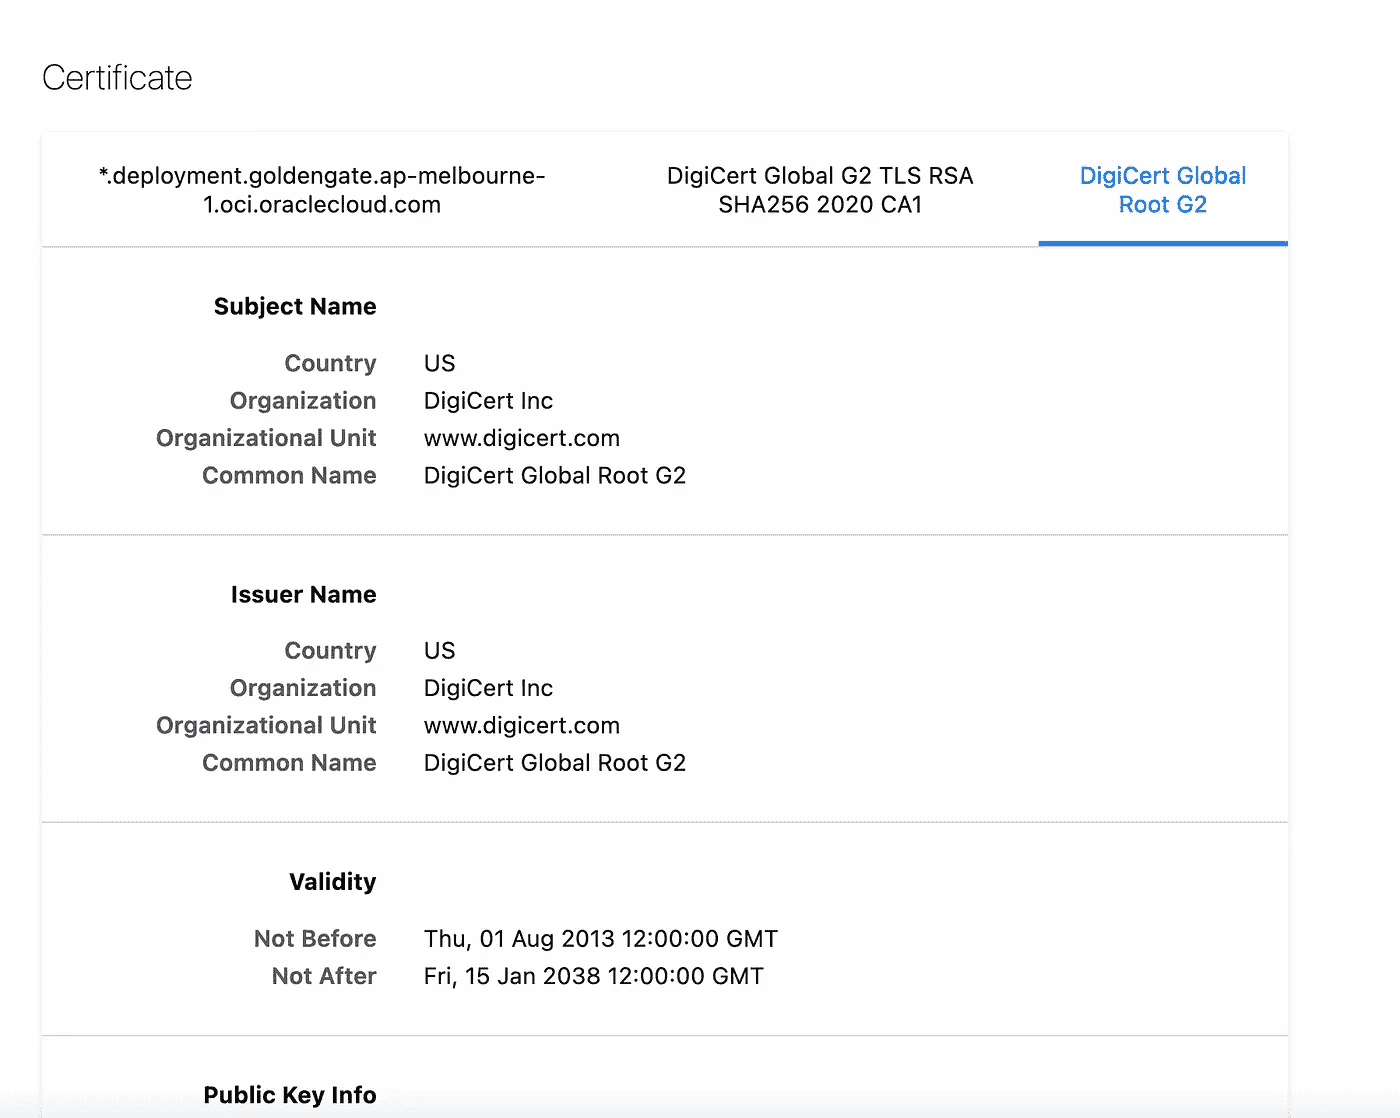 Certificate
*.deployment.goldengate.ap-melbourne-
1.oci.oraclecloud.com
DigiCert Global G2 TLS RSA
SHA256 2020 CA1
DigiCert Global
Root G2
Subject Name
Country US
Organization DigiCert Inc
Organizational Unit www.digicert.com
Common Name DigiCert Global Root G2
Issuer Name
Country US
Organization DigiCert Inc
Organizational Unit www.digicert.com
Common Name DigiCert Global Root G2
Validity
Not Before Thu, 01 Aug 2013 12:00:00 GMT
Not After Fri, 15 Jan 2038 12:00:00 GMT
Public Key Info